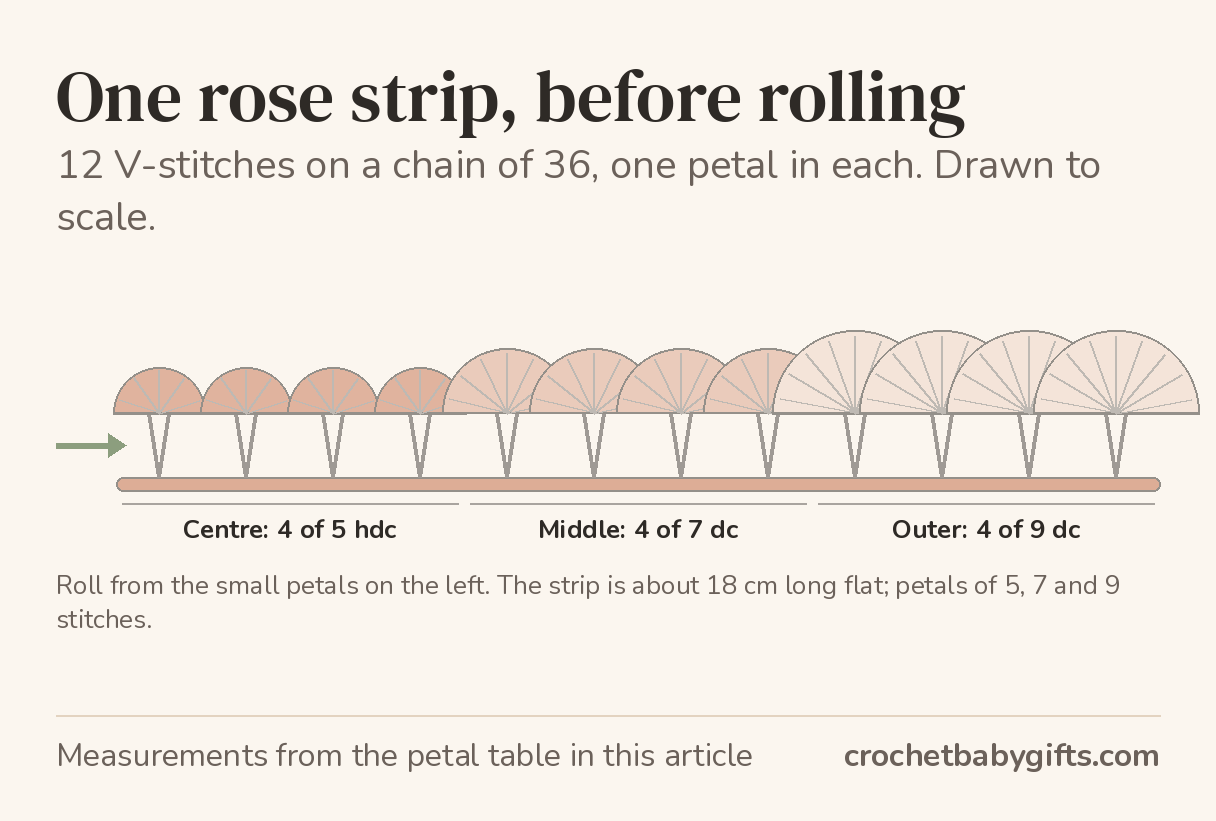 One rose strip, before rolling
12 V-stitches on a chain of 36, one petal in each. Drawn to
scale.
Centre: 4 of 5 hdc
Middle: 4 of 7 dc
Outer: 4 of 9 dc
Roll from the small petals on the left. The strip is about 18 cm long flat; petals of 5, 7 and 9
stitches.
Measurements from the petal table in this article
crochetbabygifts.com